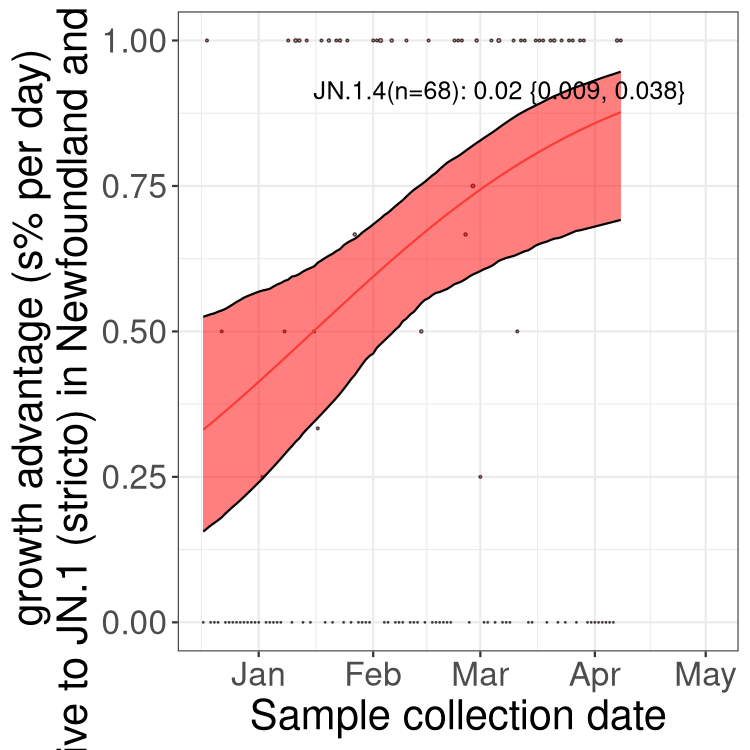 growth advantage (s% per day)
ive to JN.1 (stricto) in Newfoundland and
1.00
0.75
0.50
0.25
0.00
JN.1.4(n=68): 0.02 {0.009, 0.038}
Jan Feb Mar Apr May
Sample collection date